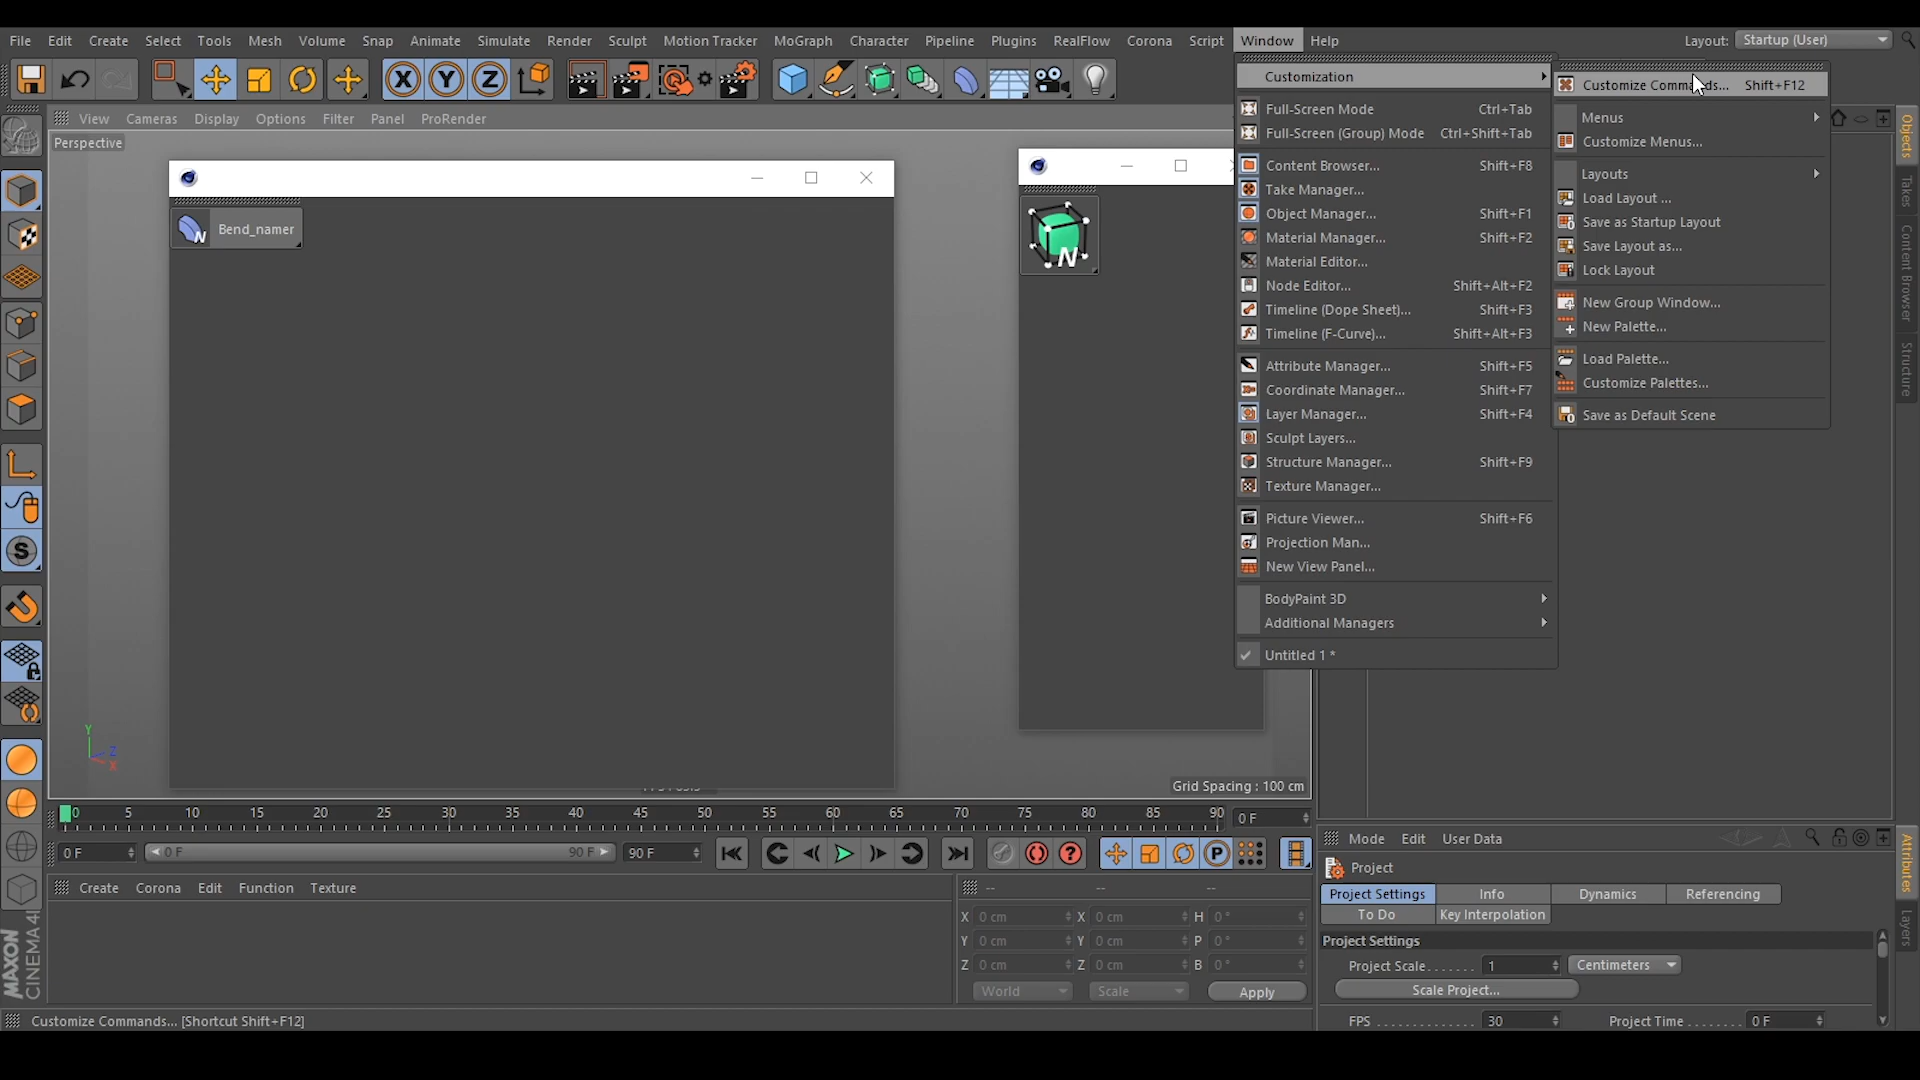 File Edit Create Select Tools Mesh Volume Snap Animate Simulate Render Sculpt Motion Tracker MoGraph Character Pipeline Plugins RealFlow Corona Script Window Help Layout: Startup (User)
X Y Z
View Cameras Display Options Filter Panel ProRender
Perspective
Bend_namer
N
N
Customization
Full-Screen Mode Ctrl+Tab
Full-Screen (Group) Mode Ctrl+Shift+Tab
Content Browser... Shift+F8
Take Manager...
Object Manager... Shift+F1
Material Manager... Shift+F2
Material Editor...
Node Editor... Shift+Alt+F2
Timeline (Dope Sheet)... Shift+F3
Timeline (F-Curve)... Shift+Alt+F3
Attribute Manager... Shift+F5
Coordinate Manager... Shift+F7
Layer Manager... Shift+F4
Sculpt Layers...
Structure Manager... Shift+F9
Texture Manager...
Picture Viewer... Shift+F6
Projection Man...
New View Panel...
BodyPaint 3D
Additional Managers
Untitled 1 *
Customize Commands... Shift+F12
Menus
Customize Menus...
Layouts
Load Layout ...
Save as Startup Layout
Save Layout as...
Lock Layout
New Group Window...
New Palette...
Load Palette...
Customize Palettes...
Save as Default Scene
Objects
Takes
Content Browser
Structure
S
Y
Z
X
Grid Spacing : 100 cm
0 5 10 15 20 25 30 35 40 45 50 55 60 65 70 75 80 85 90 0 F
0 F 0 F 90 F 90 F P
Create Corona Edit Function Texture
-- -- --
X 0 cm X 0 cm H 0 °
Y 0 cm Y 0 cm P 0 °
Z 0 cm Z 0 cm B 0 °
World Scale Apply
Mode Edit User Data
Project
Project Settings Info Dynamics Referencing
To Do Key Interpolation
Project Settings
Project Scale....... 1 Centimeters
Scale Project...
FPS 30 Project Time 0 F
Attributes
Layers
MAXON
CINEMA 4D
Customize Commands... [Shortcut Shift+F12]